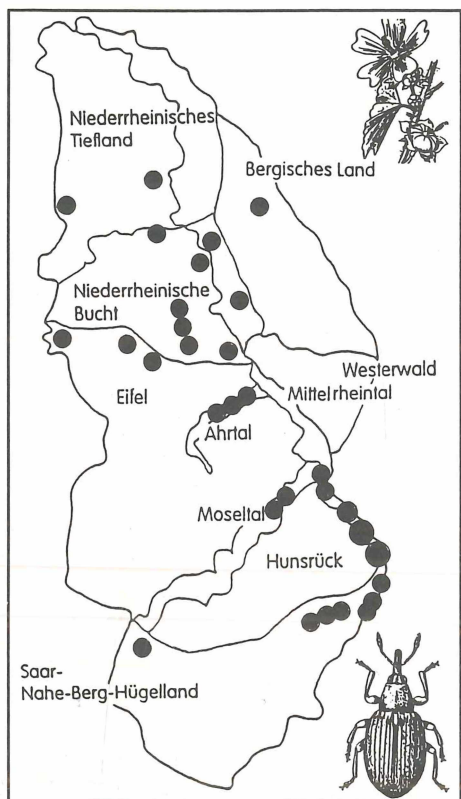 Niederrheinisches
Tiefland
Bergisches Land
Niederrheinische
Bucht
Westerwald
Mittelrheintal
Eifel
Ahrtal
Moseltal
Hunsrück
Saar-
Nahe-Berg-Hügelland